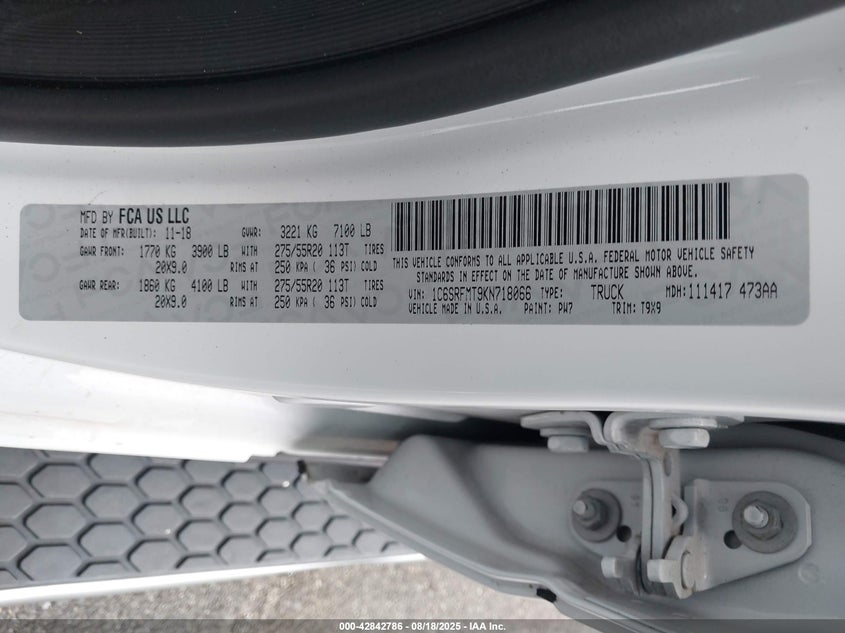 MFD BY FCA US LLC
DATE OF MFR(BUILT): 11-18 GVWR: 3221 KG 7100 LB
GAWR FRONT: 1770 KG 3900 LB WITH 275/55R20 113T TIRES
20X9.0 RIMS AT 250 KPA ( 36 PSI) COLD
GAWR REAR: 1860 KG 4100 LB WITH 275/55R20 113T TIRES
20X9.0 RIMS AT 250 KPA ( 36 PSI) COLD
THIS VEHICLE CONFORMS TO ALL APPLICABLE U.S.A. FEDERAL MOTOR VEHICLE SAFETY
STANDARDS IN EFFECT ON THE DATE OF MANUFACTURE SHOWN ABOVE.
VIN: 1C6SRFMT9KN718066 TYPE: TRUCK MDH: 111417 473AA
VEHICLE MADE IN U.S.A. PAINT: PW7 TRIM: T9X9
000-42842786 - 08/18/2025 - IAA Inc.